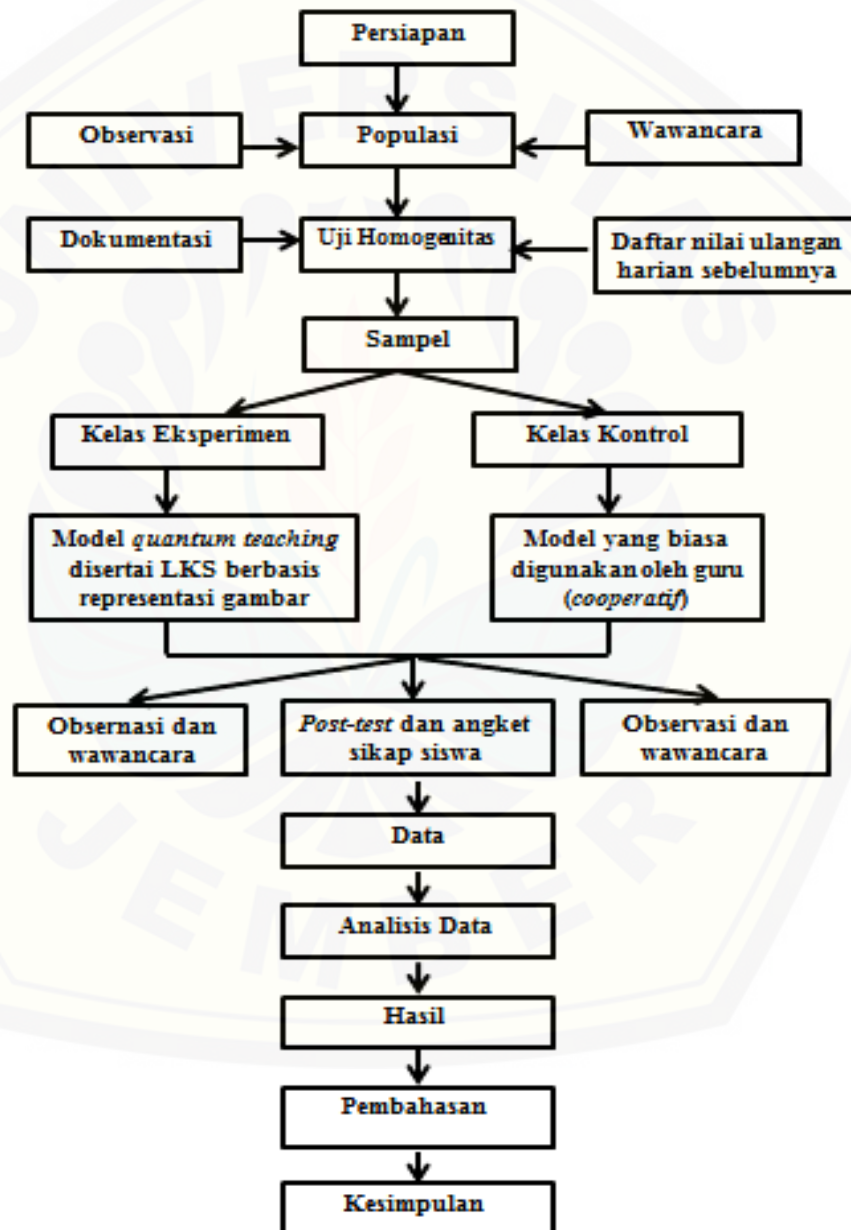 Persiapan
Observasi
Populasi
Wawancara
Dokumentasi
Uji Homogenitas
Daftar nilai ulangan
harian sebelumnya
Sampel
Kelas Eksperimen
Kelas Kontrol
Model quantum teaching
disertai LKS berbasis
representasi gambar
Model yang biasa
digunakan oleh guru
(cooperatif)
Obsernasi dan
wawancara
Post-test dan angket
sikap siswa
Observasi dan
wawancara
Data
Analisis Data
Hasil
Pembahasan
Kesimpulan
UNIVERSITAS
JEMBER